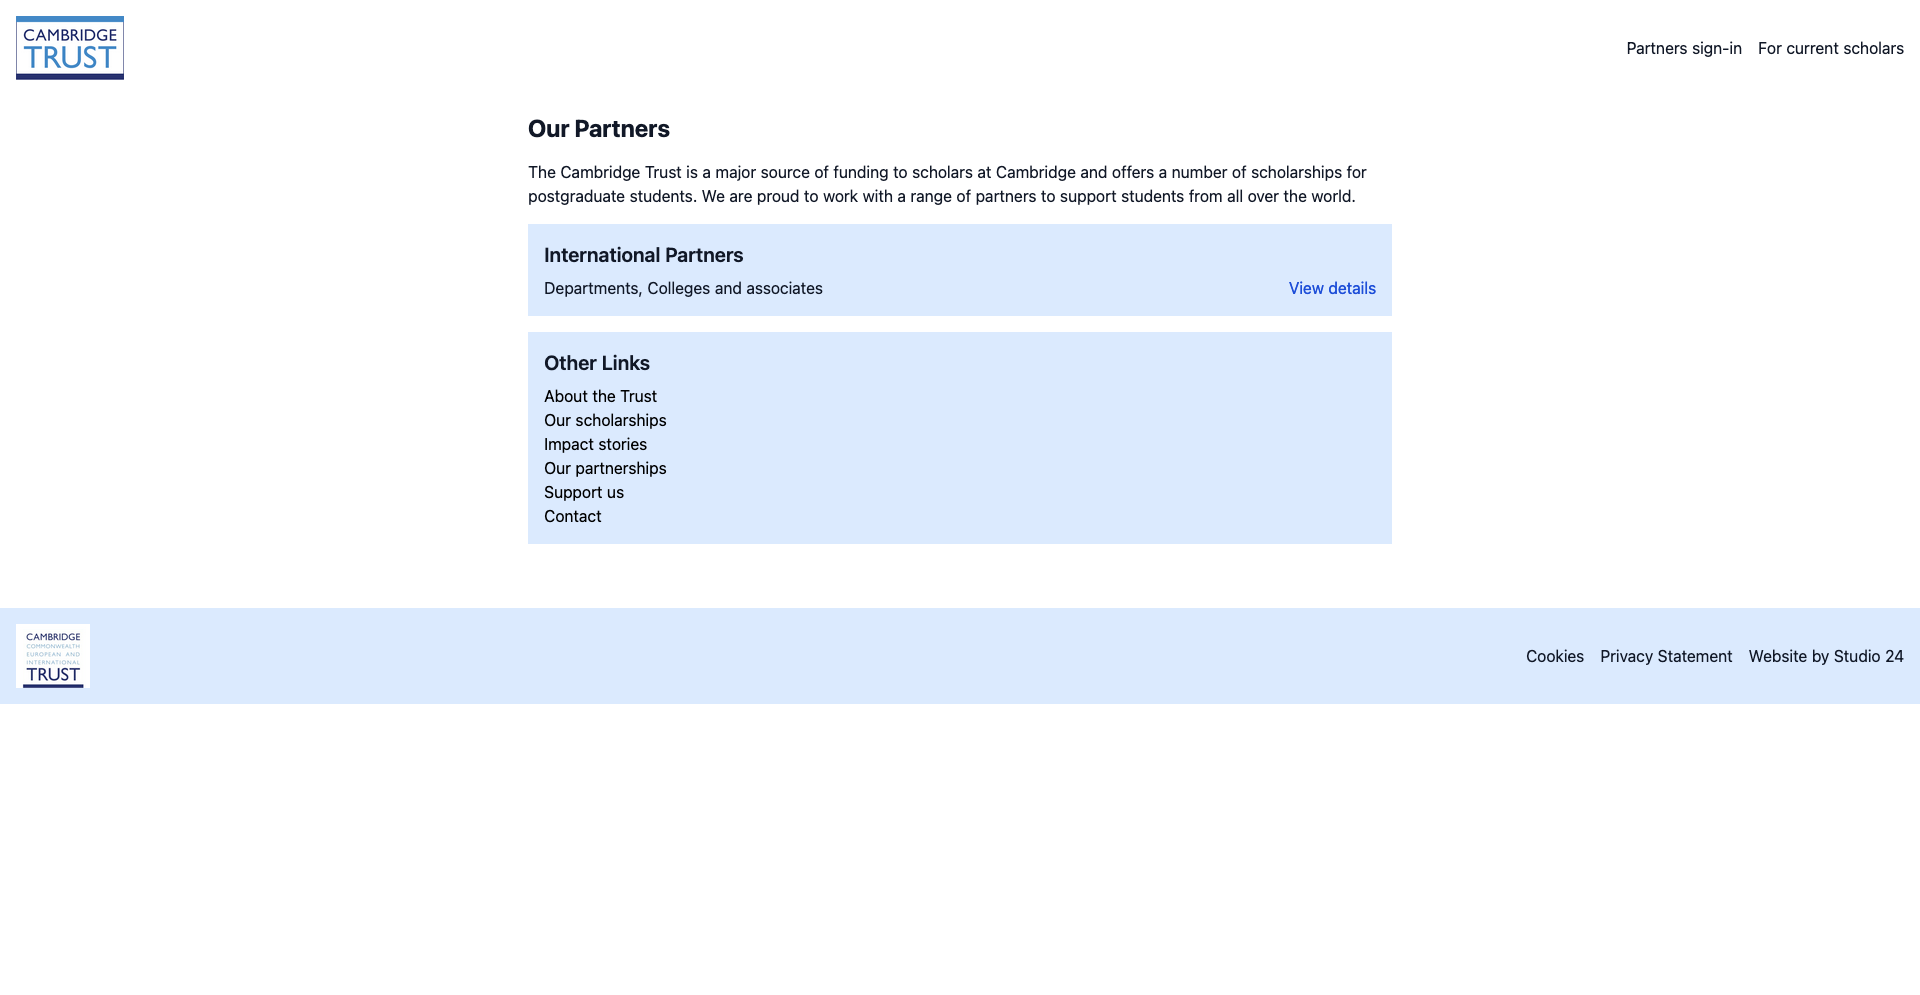 CAMBRIDGE
TRUST
Partners sign-in
For current scholars
Our Partners
The Cambridge Trust is a major source of funding to scholars at Cambridge and offers a number of scholarships for
postgraduate students. We are proud to work with a range of partners to support students from all over the world.
International Partners
Departments, Colleges and associates
View details
Other Links
About the Trust
Our scholarships
Impact stories
Our partnerships
Support us
Contact
CAMBRIDGE
COMMONWEALTH
EUROPEAN AND
INTERNATIONAL
TRUST
Cookies
Privacy Statement
Website by Studio 24